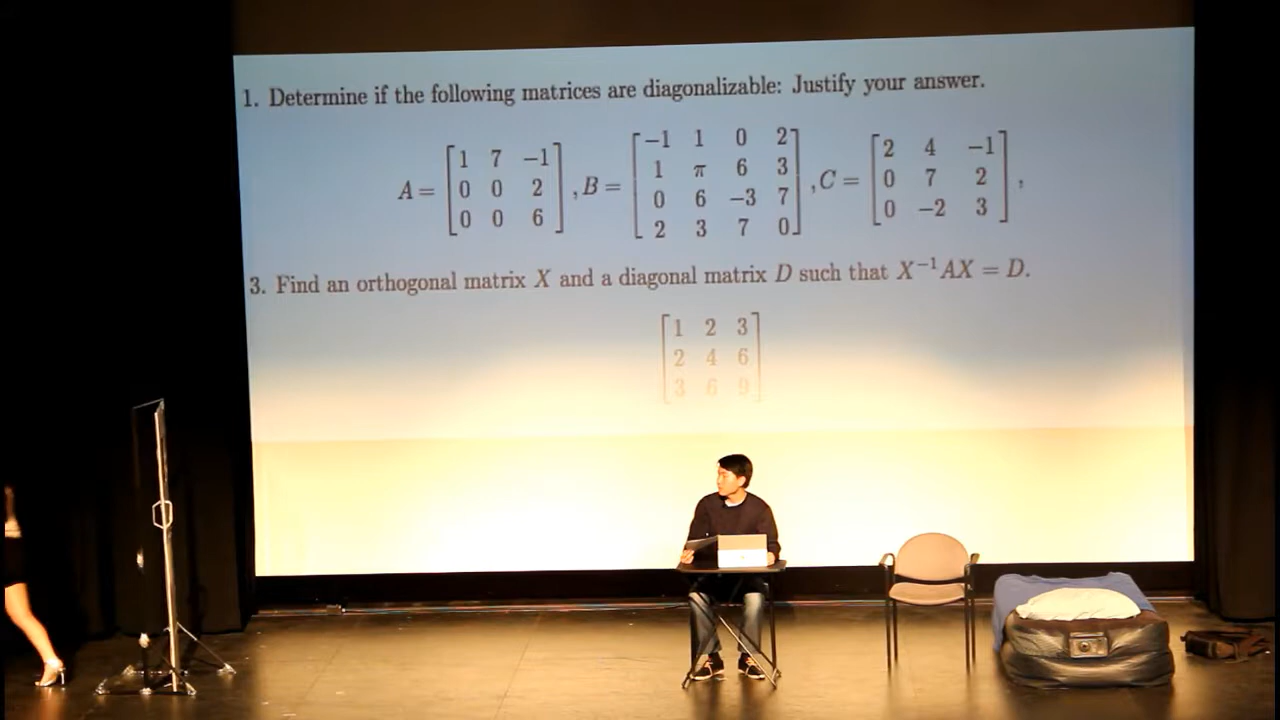 1. Determine if the following matrices are diagonalizable: Justify your answer.
A = [1 7 −1; 0 0 2; 0 0 6], B = [−1 1 0 2; 1 π 6 3; 0 6 −3 7; 2 3 7 0], C = [2 4 −1; 0 7 2; 0 −2 3],
3. Find an orthogonal matrix X and a diagonal matrix D such that X⁻¹AX = D.
[1 2 3; 2 4 6; 3 6 9]